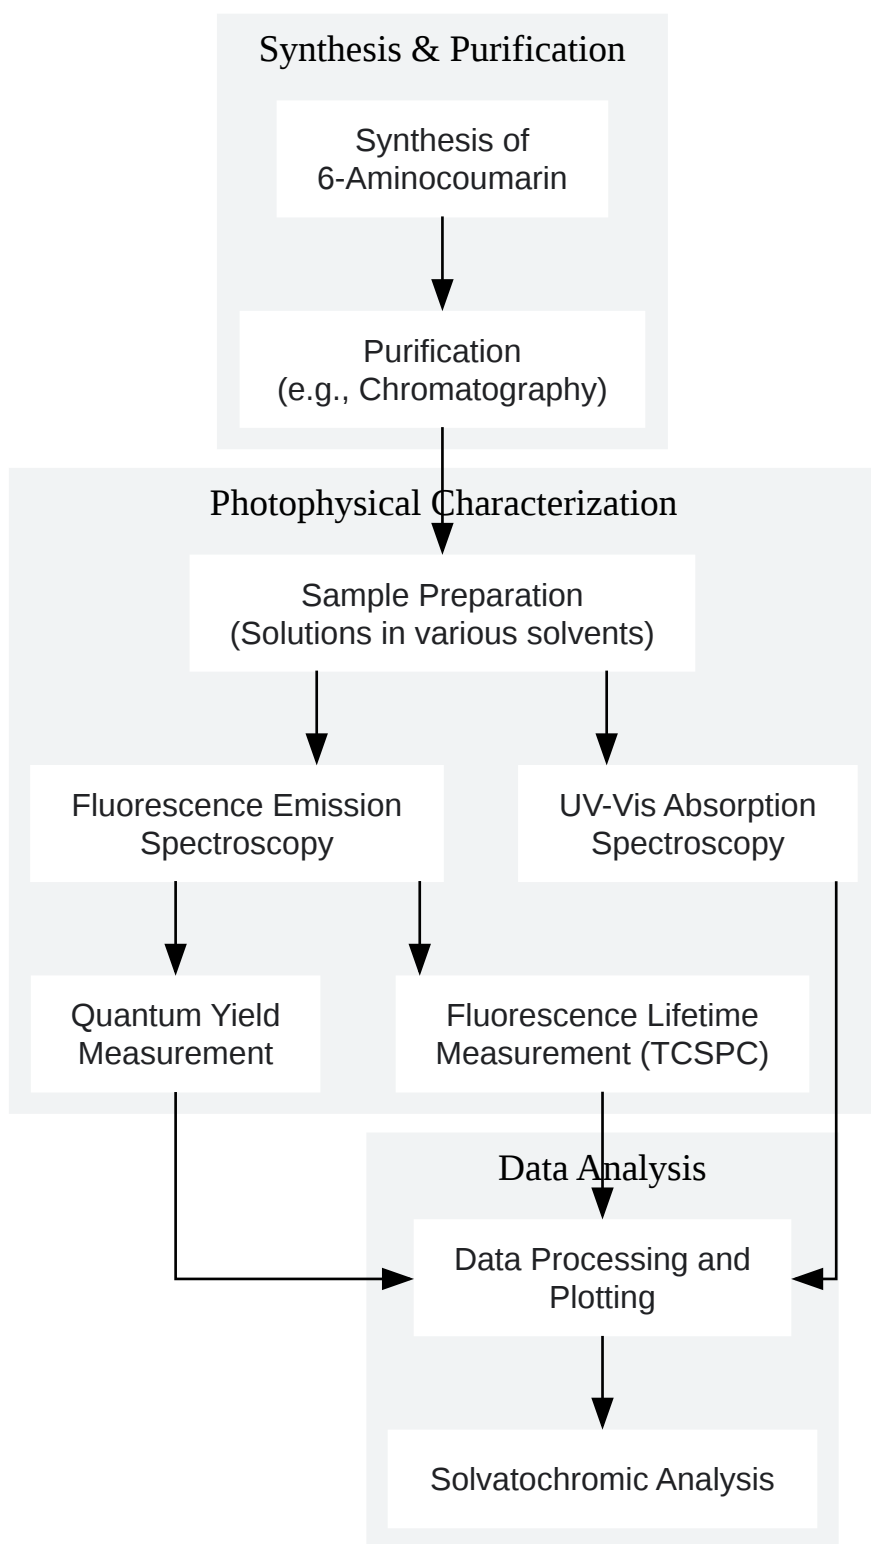 Synthesis & Purification
Synthesis of
6-Aminocoumarin
Purification
(e.g., Chromatography)
Photophysical Characterization
Sample Preparation
(Solutions in various solvents)
Fluorescence Emission
Spectroscopy
UV-Vis Absorption
Spectroscopy
Quantum Yield
Measurement
Fluorescence Lifetime
Measurement (TCSPC)
Data Analysis
Data Processing and
Plotting
Solvatochromic Analysis